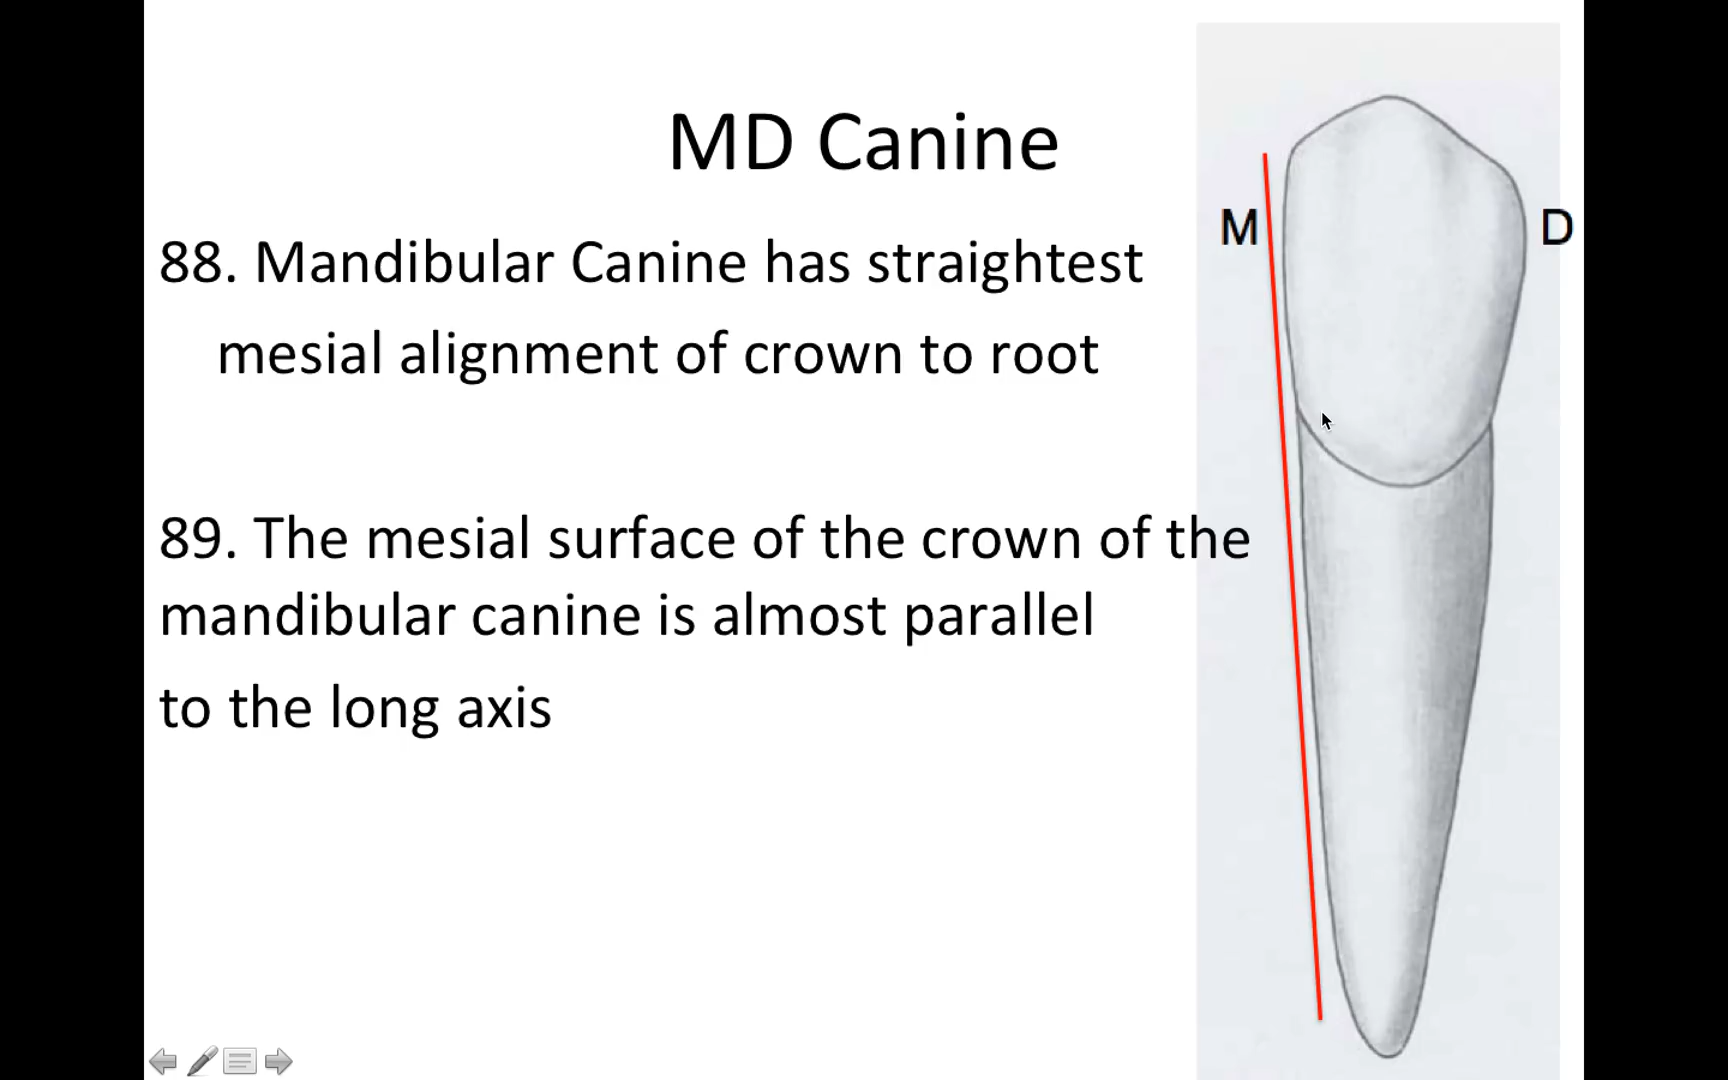 MD Canine
88. Mandibular Canine has straightest
mesial alignment of crown to root
89. The mesial surface of the crown of the
mandibular canine is almost parallel
to the long axis
M
D